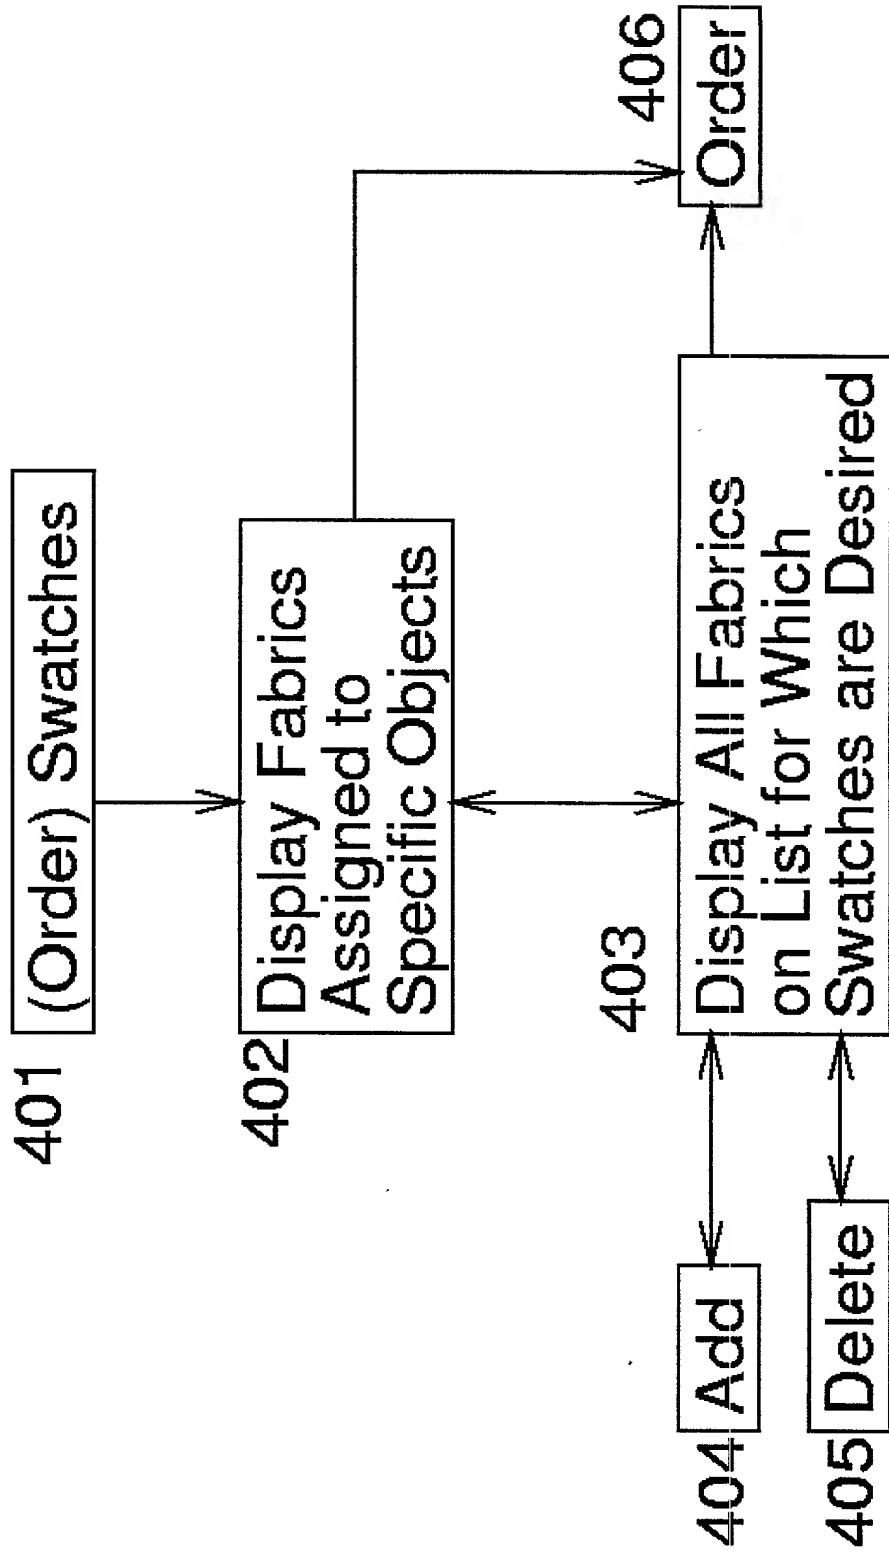 401
(Order) Swatches
402
Display Fabrics
Assigned to
Specific Objects
403
Display All Fabrics
on List for Which
Swatches are Desired
404
Add
405
Delete
406
Order